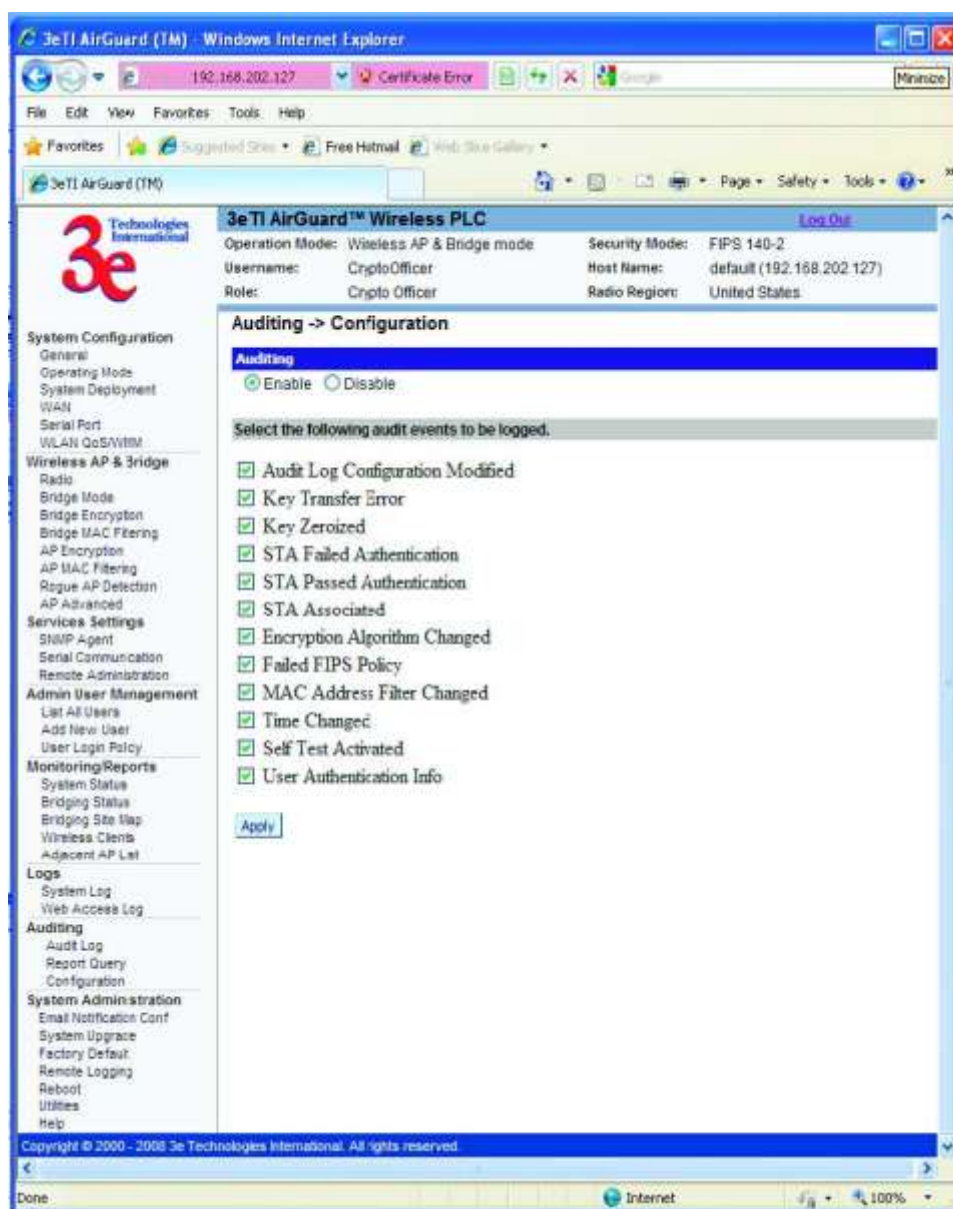 3eTI AirGuard (TM) - Windows Internet Explorer
192.168.202.127
Certificate Error
Google
Minimize
File Edit View Favorites Tools Help
Favorites
Suggested Sites
Free Hotmail
Web Slice Gallery
3eTI AirGuard (TM)
Page
Safety
Tools
3e Technologies International
3eTI AirGuard™ Wireless PLC
Log Out
Operation Mode: Wireless AP & Bridge mode
Security Mode: FIPS 140-2
Username: CryptoOfficer
Host Name: default (192.168.202.127)
Role: Crypto Officer
Radio Region: United States
System Configuration
General
Operating Mode
System Deployment
WAN
Serial Port
WLAN QoS/WMM
Wireless AP & Bridge
Radio
Bridge Mode
Bridge Encryption
Bridge MAC Filtering
AP Encryption
AP MAC Filtering
Rogue AP Detection
AP Advanced
Services Settings
SNMP Agent
Serial Communication
Remote Administration
Admin User Management
List All Users
Add New User
User Login Policy
Monitoring/Reports
System Status
Bridging Status
Bridging Site Map
Wireless Clients
Adjacent AP List
Logs
System Log
Web Access Log
Auditing
Audit Log
Report Query
Configuration
System Administration
Email Notification Conf
System Upgrade
Factory Default
Remote Logging
Reboot
Utilities
Help
Auditing -> Configuration
Auditing
Enable Disable
Select the following audit events to be logged.
Audit Log Configuration Modified
Key Transfer Error
Key Zeroized
STA Failed Authentication
STA Passed Authentication
STA Associated
Encryption Algorithm Changed
Failed FIPS Policy
MAC Address Filter Changed
Time Changed
Self Test Activated
User Authentication Info
Apply
Copyright © 2000 - 2008 3e Technologies International. All rights reserved.
Done
Internet
100%